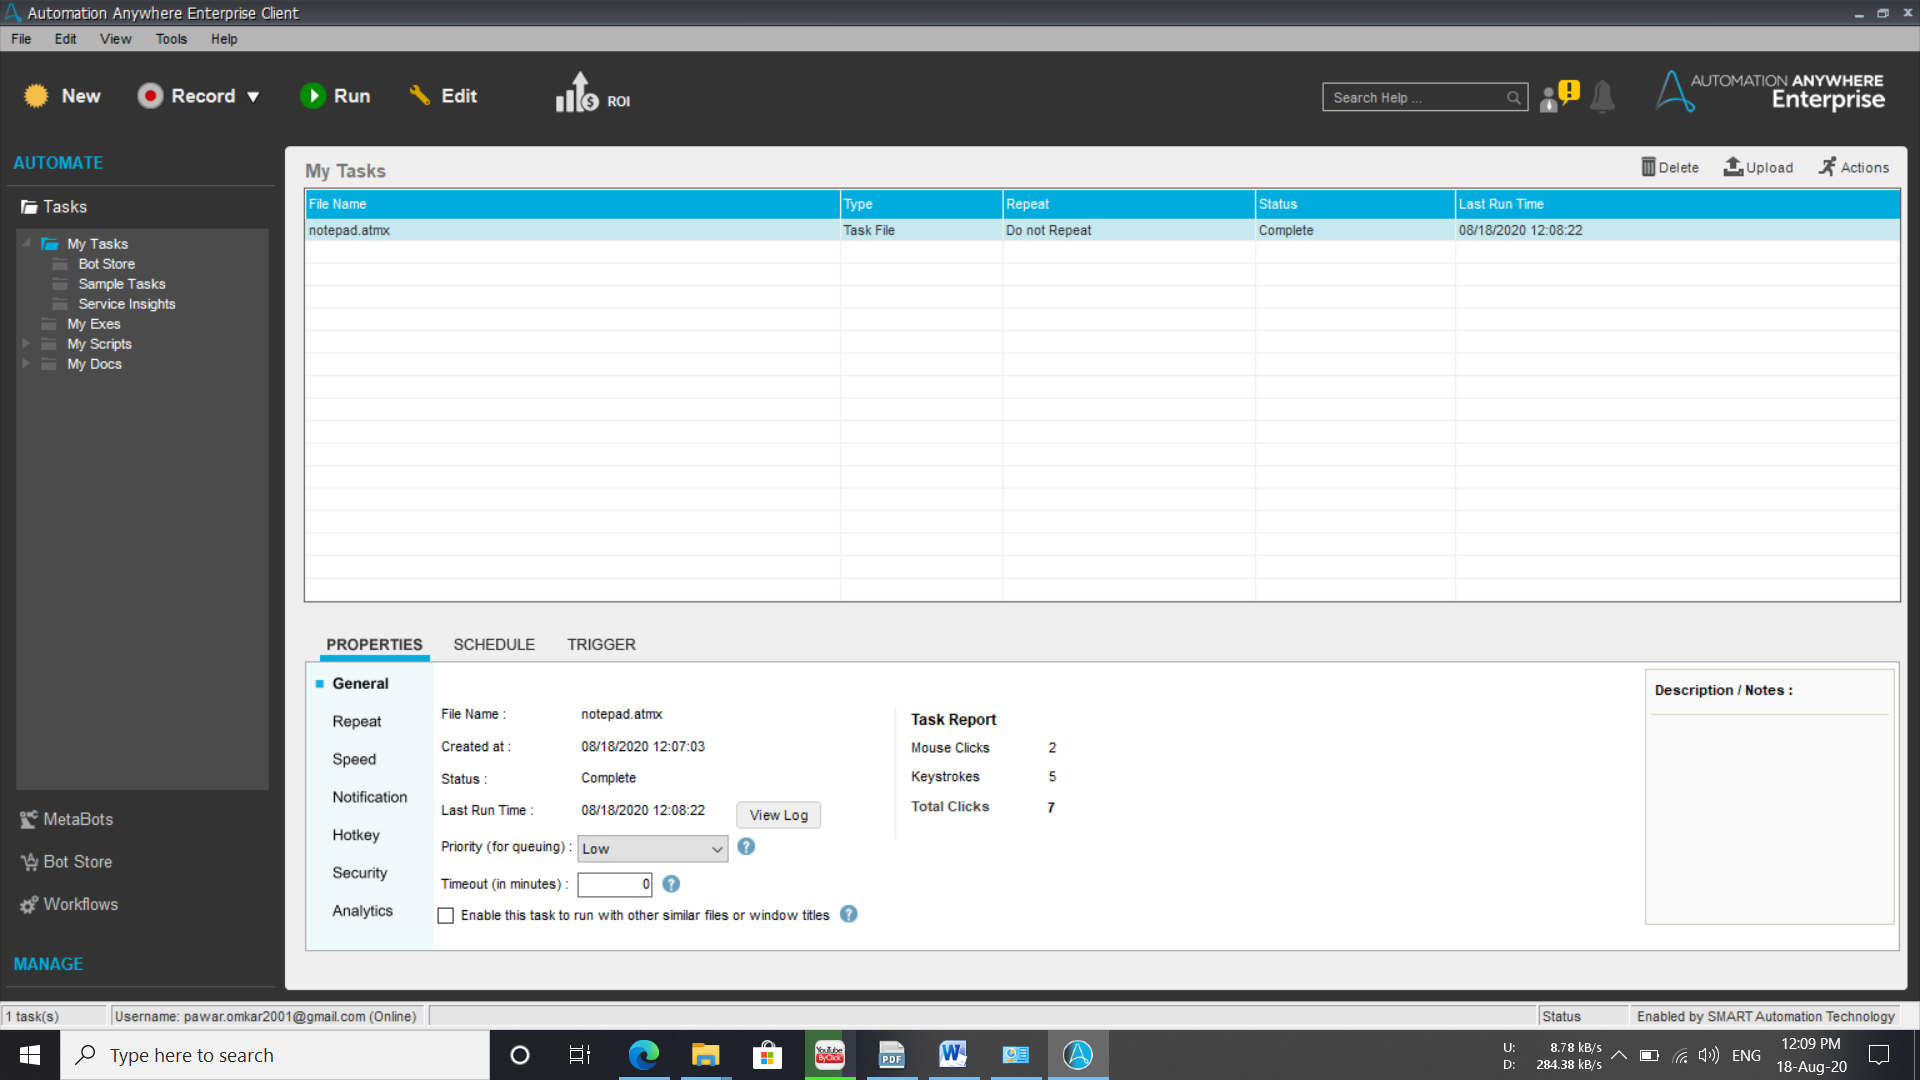 Automation Anywhere Enterprise Client
File Edit View Tools Help
New Record Run Edit ROI
Search Help ...
AUTOMATION ANYWHERE
Enterprise
AUTOMATE
Tasks
My Tasks
Bot Store
Sample Tasks
Service Insights
My Exes
My Scripts
My Docs
MetaBots
Bot Store
Workflows
MANAGE
My Tasks Delete Upload Actions
File Name Type Repeat Status Last Run Time
notepad.atmx Task File Do not Repeat Complete 08/18/2020 12:08:22
PROPERTIES SCHEDULE TRIGGER
General
Repeat
Speed
Notification
Hotkey
Security
Analytics
File Name : notepad.atmx
Created at : 08/18/2020 12:07:03
Status : Complete
Last Run Time : 08/18/2020 12:08:22 View Log
Priority (for queuing) : Low ?
Timeout (in minutes) : 0 ?
Enable this task to run with other similar files or window titles ?
Task Report
Mouse Clicks 2
Keystrokes 5
Total Clicks 7
Description / Notes :
1 task(s) Username: pawar.omkar2001@gmail.com (Online) Status Enabled by SMART Automation Technology
Type here to search
YouTube
ByClick
PDF
U: 8.78 kB/s
D: 284.38 kB/s
ENG
12:09 PM
18-Aug-20